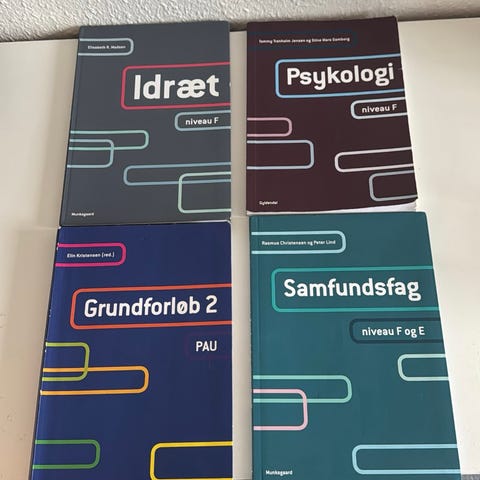 Elisabeth R. Madsen
Idræt
niveau F
Munksgaard
Tommy Tranholm Jensen og Stine Mare Damborg
Psykologi
niveau F
Gyldendal
Elin Kristensen (red.)
Grundforløb 2
PAU
Rasmus Christensen og Peter Lind
Samfundsfag
niveau F og E
Munksgaard